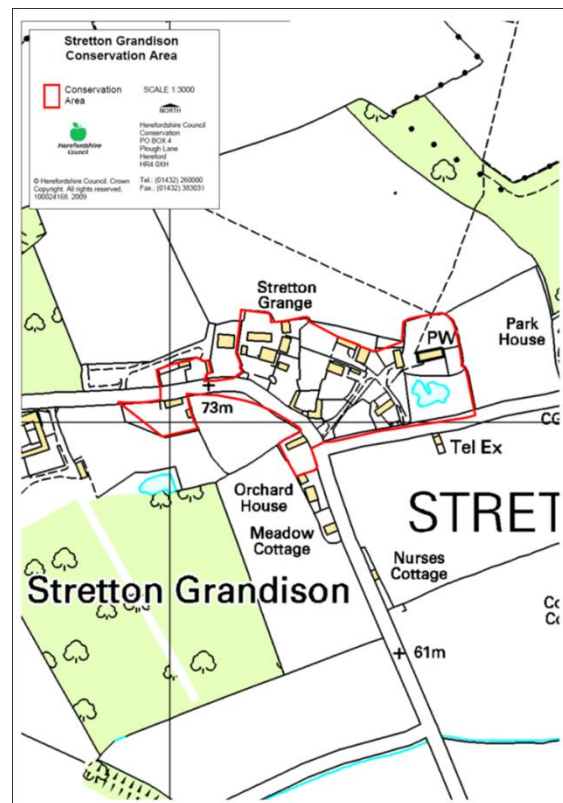 Stretton Grandison
Conservation Area
Conservation
Area
SCALE 1:3000
NORTH
Herefordshire
Council
Herefordshire Council
Conservation
PO BOX 4
Plough Lane
Hereford
HR4 0XH
© Herefordshire Council. Crown
Copyright. All rights reserved.
100024168. 2009
Tel.: (01432) 260000
Fax.: (01432) 383031
Stretton
Grange
PW
Park
House
73m
Tel Ex
CG
Orchard
House
Meadow
Cottage
STRET
Nurses
Cottage
Stretton Grandison
Co
Co
61m